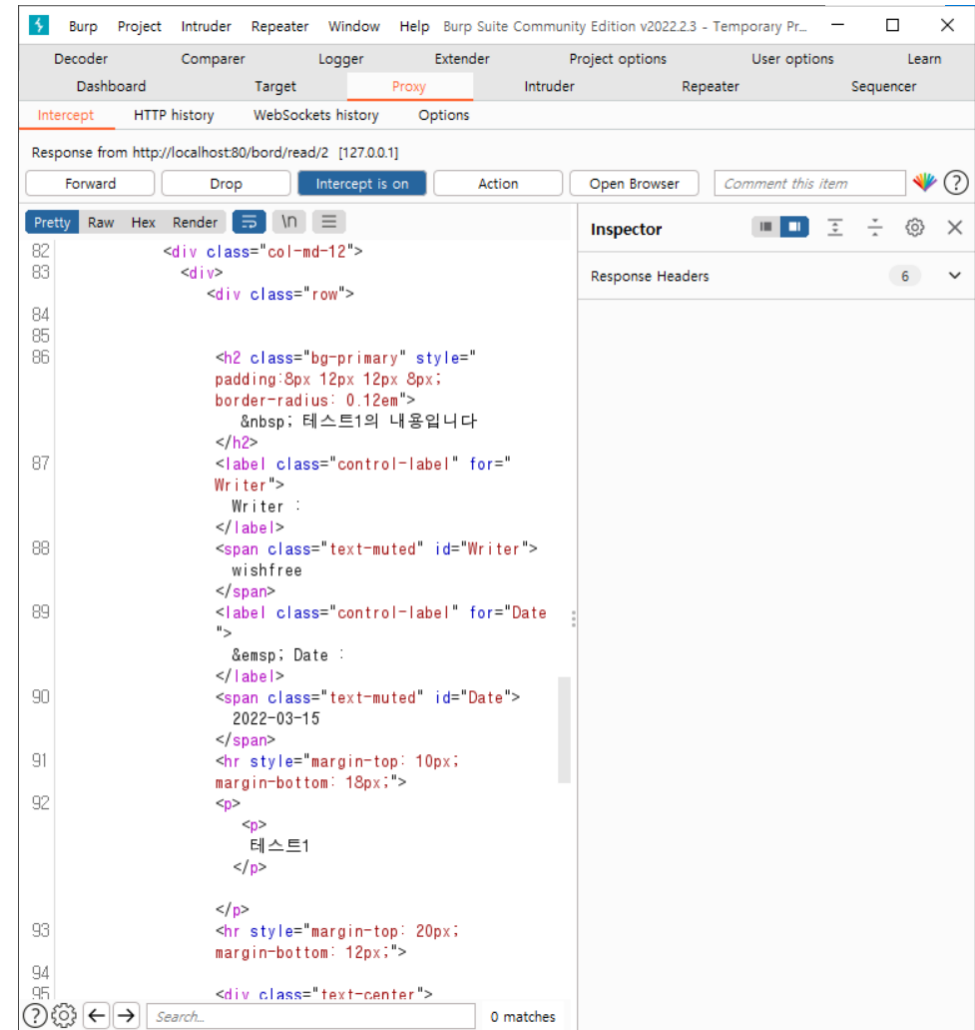 Burp Project Intruder Repeater Window Help Burp Suite Community Edition v2022.2.3 - Temporary Pr...
Decoder Comparer Logger Extender Project options User options Learn
Dashboard Target Proxy Intruder Repeater Sequencer
Intercept HTTP history WebSockets history Options
Response from http://localhost:80/bord/read/2 [127.0.0.1]
Forward Drop Intercept is on Action Open Browser Comment this item ?
Pretty Raw Hex Render \n Inspector
Response Headers 6
82 <div class="col-md-12">
83 <div>
<div class="row">
84
85
86 <h2 class="bg-primary" style="
padding:8px 12px 12px 8px;
border-radius: 0.12em">
&nbsp; 테스트1의 내용입니다
</h2>
87 <label class="control-label" for="
Writer">
Writer :
</label>
88 <span class="text-muted" id="Writer">
wishfree
</span>
89 <label class="control-label" for="Date
">
&emsp; Date :
</label>
90 <span class="text-muted" id="Date">
2022-03-15
</span>
91 <hr style="margin-top: 10px;
margin-bottom: 18px;">
92 <p>
<p>
테스트1
</p>
</p>
93 <hr style="margin-top: 20px;
margin-bottom: 12px;">
94
95 <div class="text-center">
? Search... 0 matches